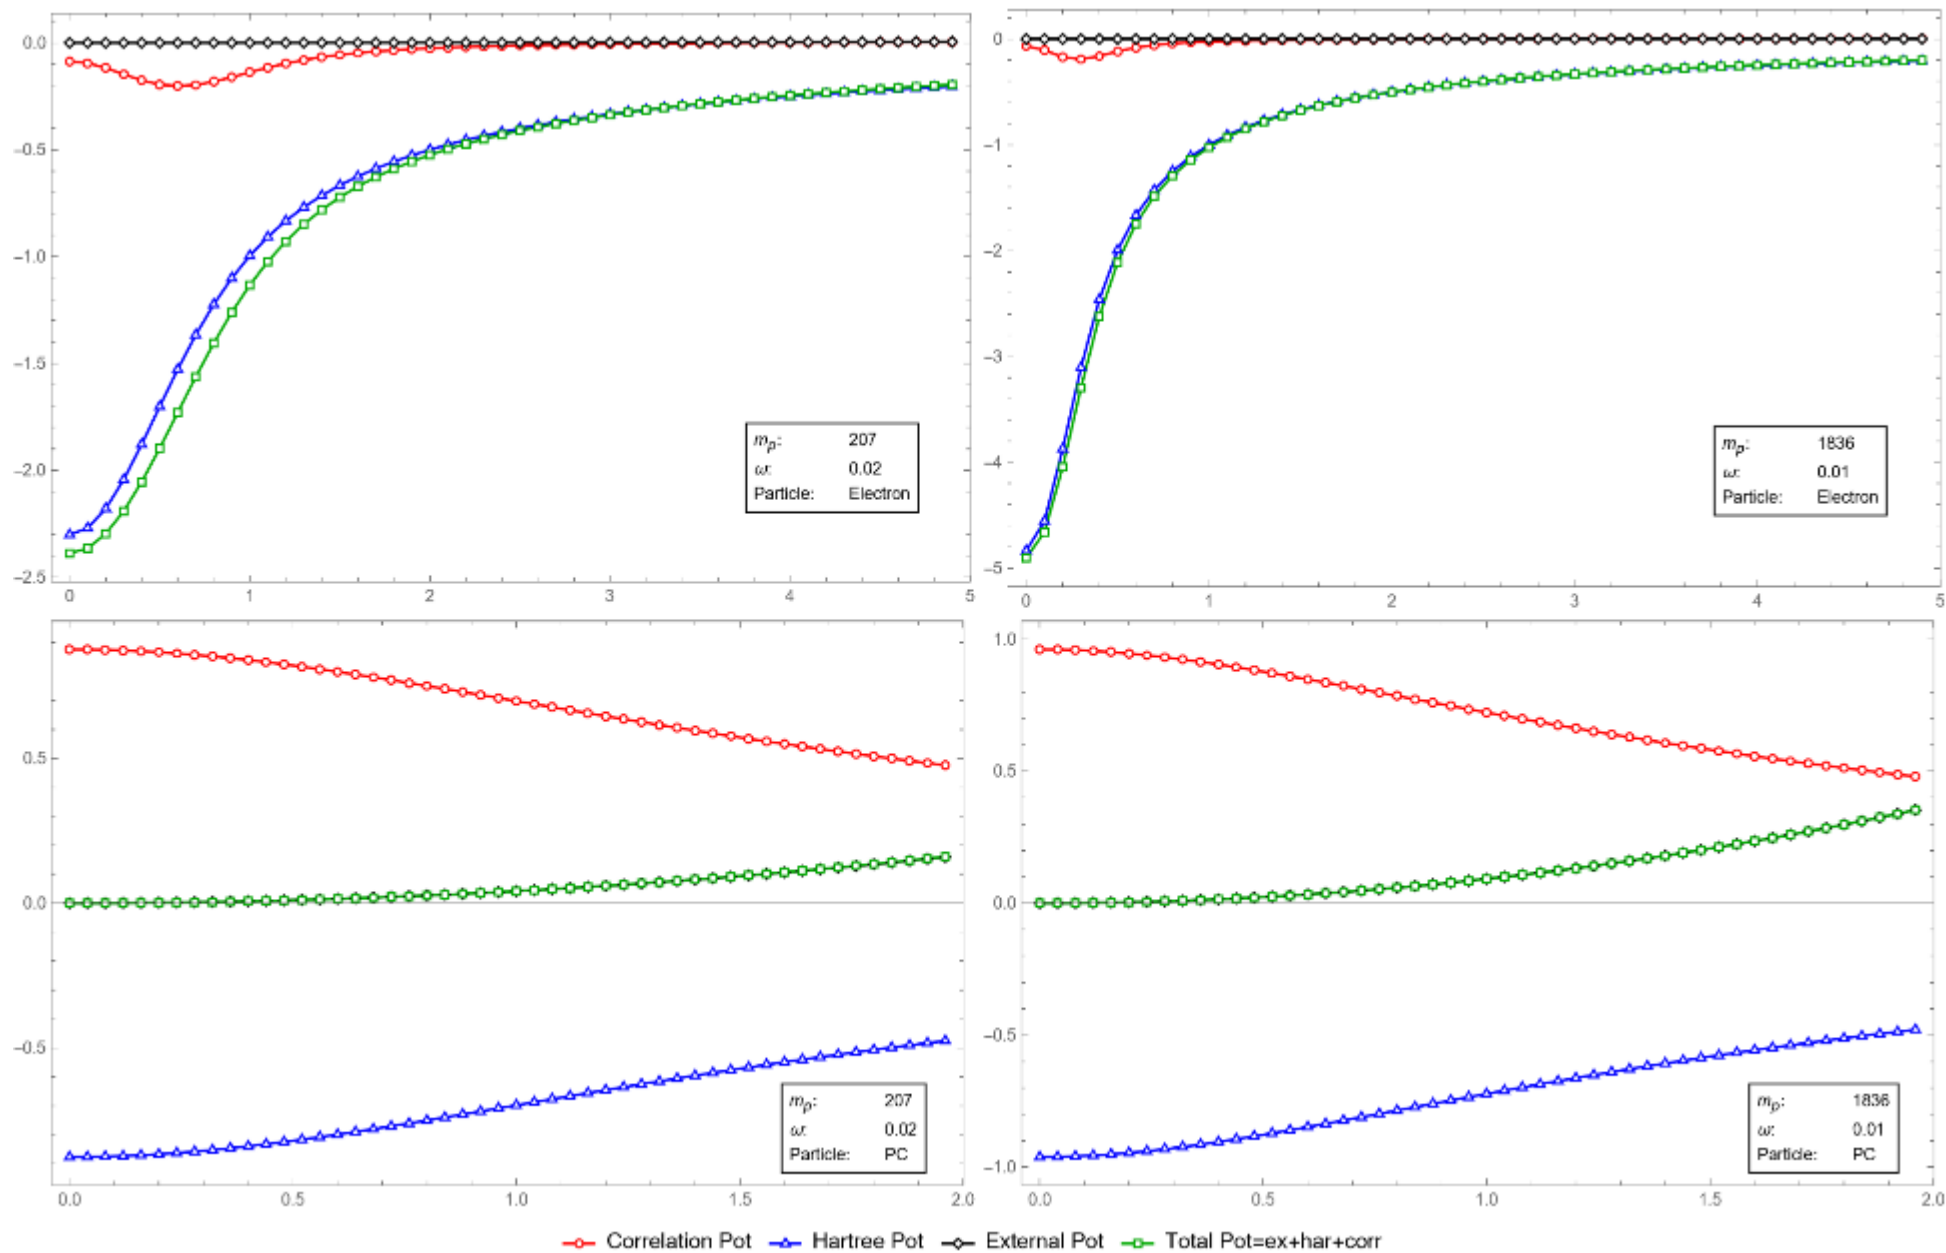 0.0
−0.5
−1.0
−1.5
−2.0
−2.5
0 1 2 3 4 5
mₚ: 207
ω: 0.02
Particle: Electron
0
−1
−2
−3
−4
−5
0 1 2 3 4 5
mₚ: 1836
ω: 0.01
Particle: Electron
0.5
0.0
−0.5
0.0 0.5 1.0 1.5 2.0
mₚ: 207
ω: 0.02
Particle: PC
1.0
0.5
0.0
−0.5
−1.0
0.0 0.5 1.0 1.5 2.0
mₚ: 1836
ω: 0.01
Particle: PC
Correlation Pot Hartree Pot External Pot Total Pot=ex+har+corr